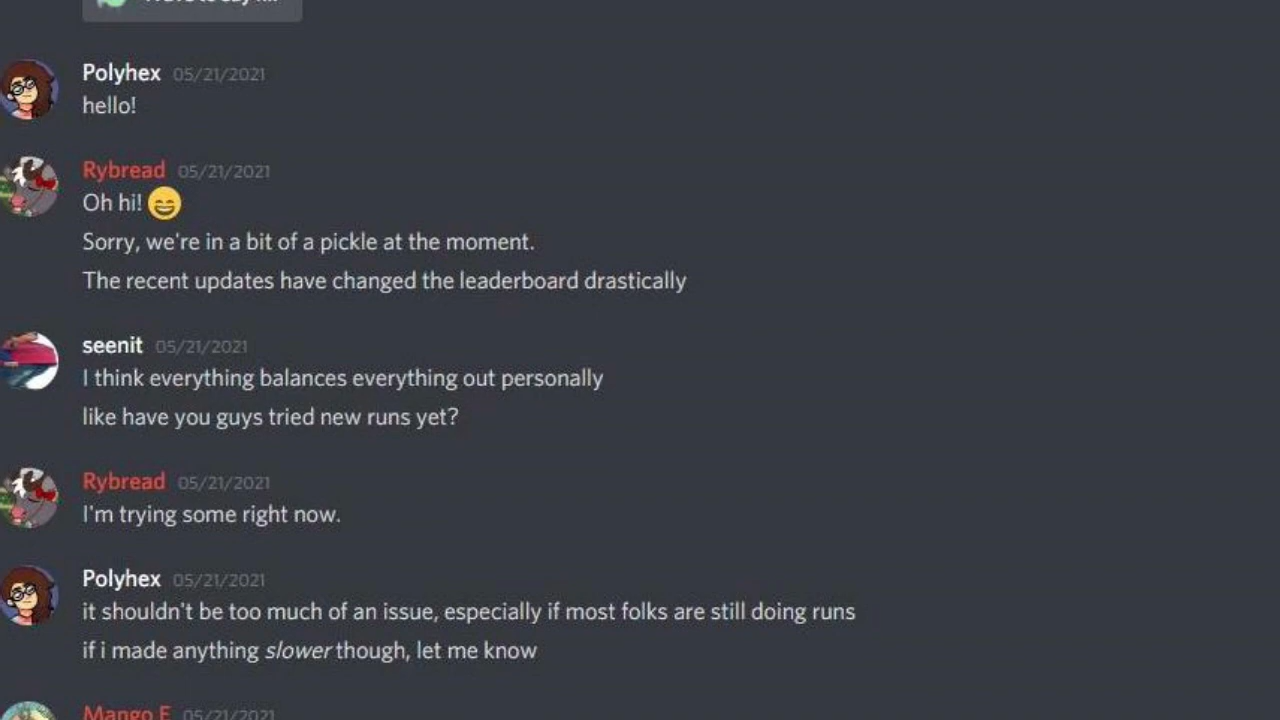 Polyhex 05/21/2021
hello!
Rybread 05/21/2021
Oh hi! 😄
Sorry, we're in a bit of a pickle at the moment.
The recent updates have changed the leaderboard drastically
seenit 05/21/2021
I think everything balances everything out personally
like have you guys tried new runs yet?
Rybread 05/21/2021
I'm trying some right now.
Polyhex 05/21/2021
it shouldn't be too much of an issue, especially if most folks are still doing runs
if i made anything slower though, let me know
Mango 05/21/2021